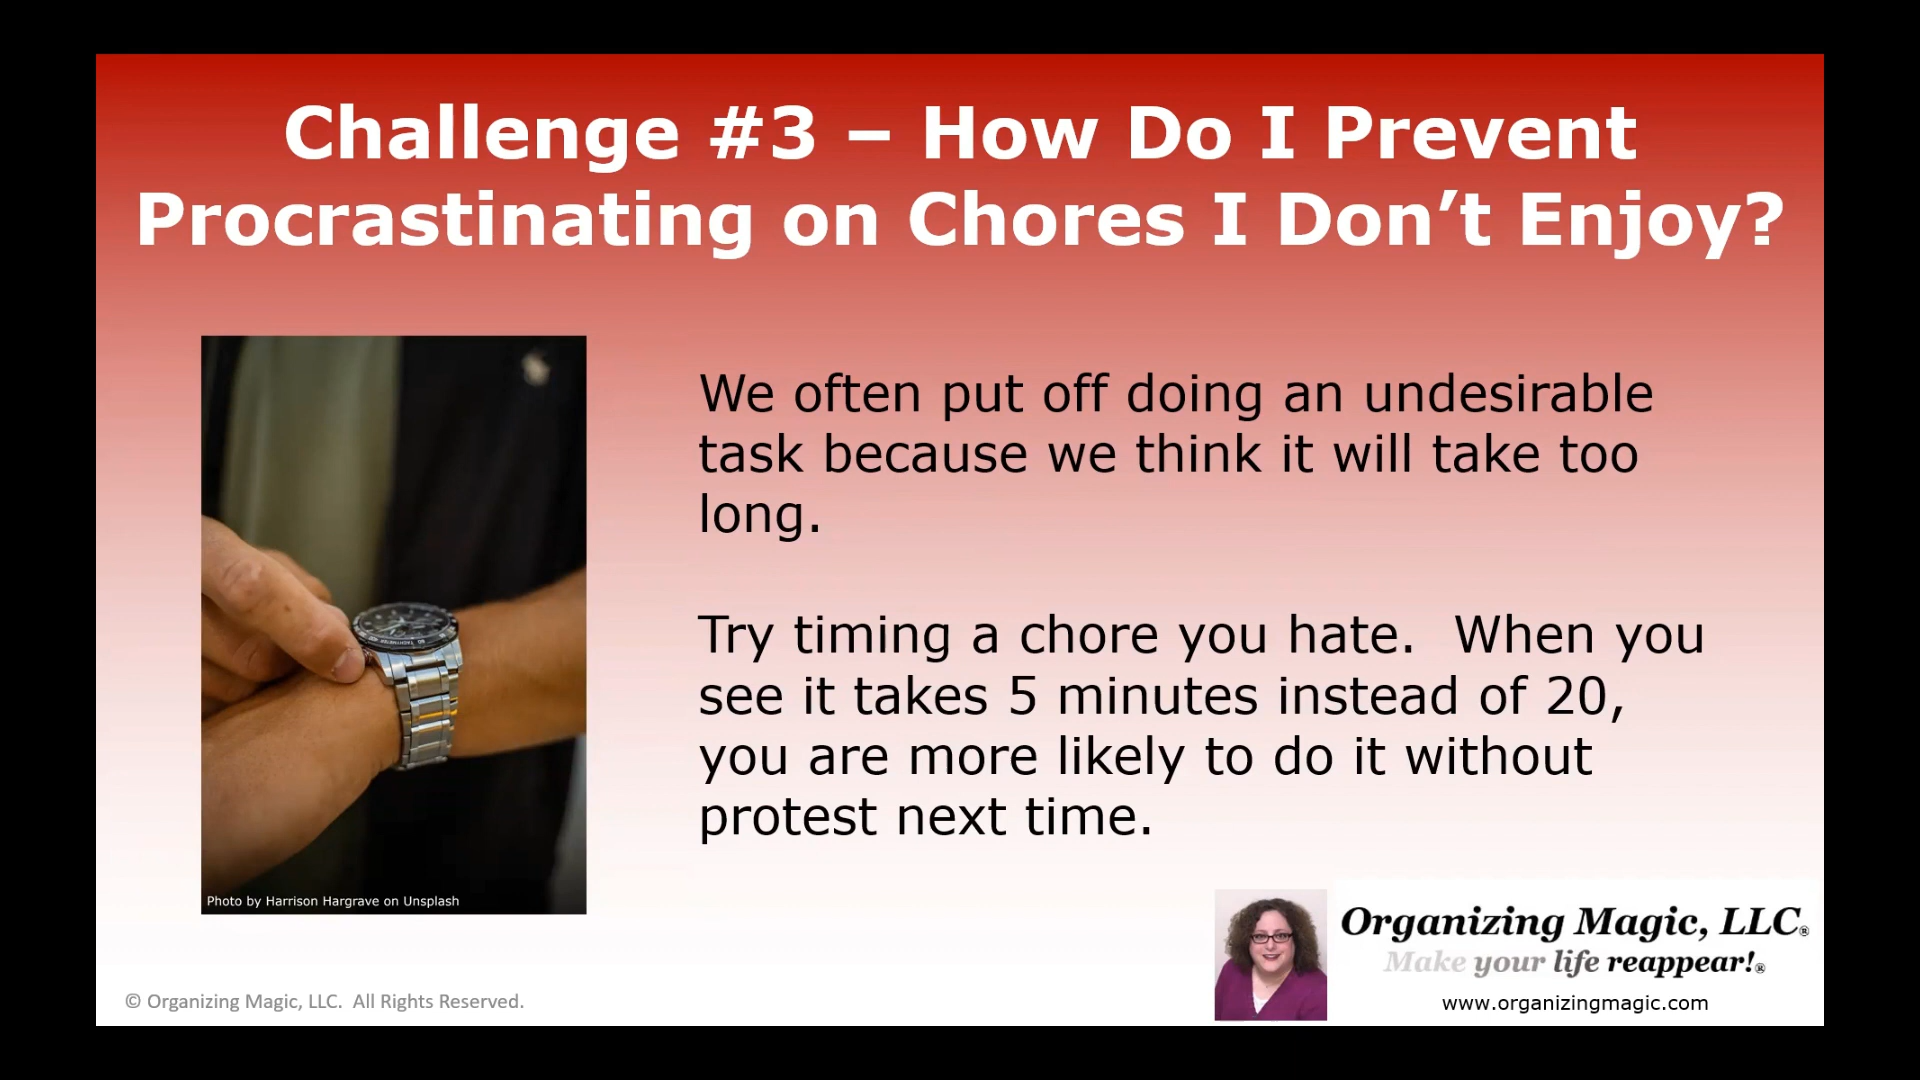 Challenge #3 – How Do I Prevent
Procrastinating on Chores I Don’t Enjoy?
We often put off doing an undesirable
task because we think it will take too
long.
Try timing a chore you hate.  When you
see it takes 5 minutes instead of 20,
you are more likely to do it without
protest next time.
Photo by Harrison Hargrave on Unsplash
Organizing Magic, LLC®
Make your life reappear!®
www.organizingmagic.com
© Organizing Magic, LLC.  All Rights Reserved.